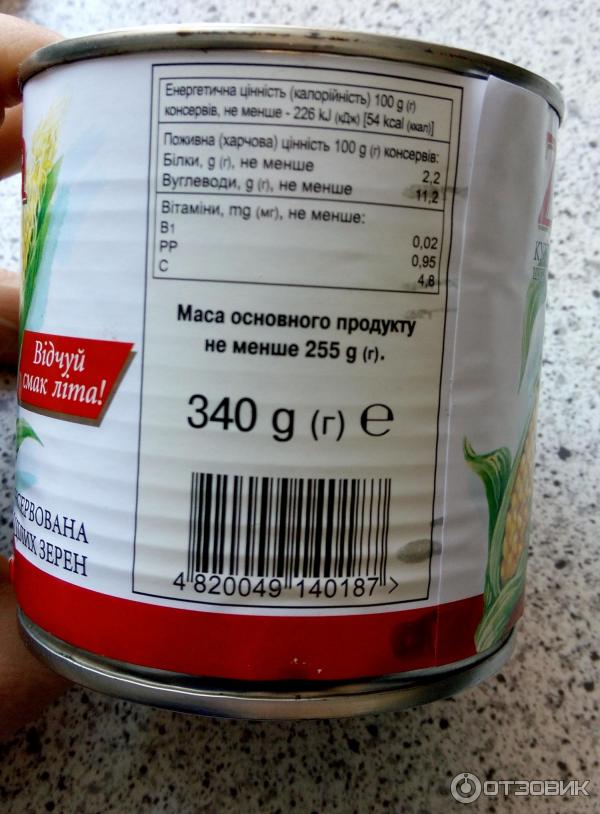 Енергетична цінність (калорійність) 100 g (г)
консервів, не менше - 226 kJ (кДж) [54 kcal (ккал)]
Поживна (харчова) цінність 100 g (г) консервів:
Білки, g (г), не менше 2,2
Вуглеводи, g (г), не менше 11,2
Вітаміни, mg (мг), не менше:
B1 0,02
PP 0,95
C 4,8
Маса основного продукту
не менше 255 g (г).
340 g (г) ℮
4 820049 140187 >
Відчуй
смак літа!
ЗЕРЕН
ОТЗОВИК